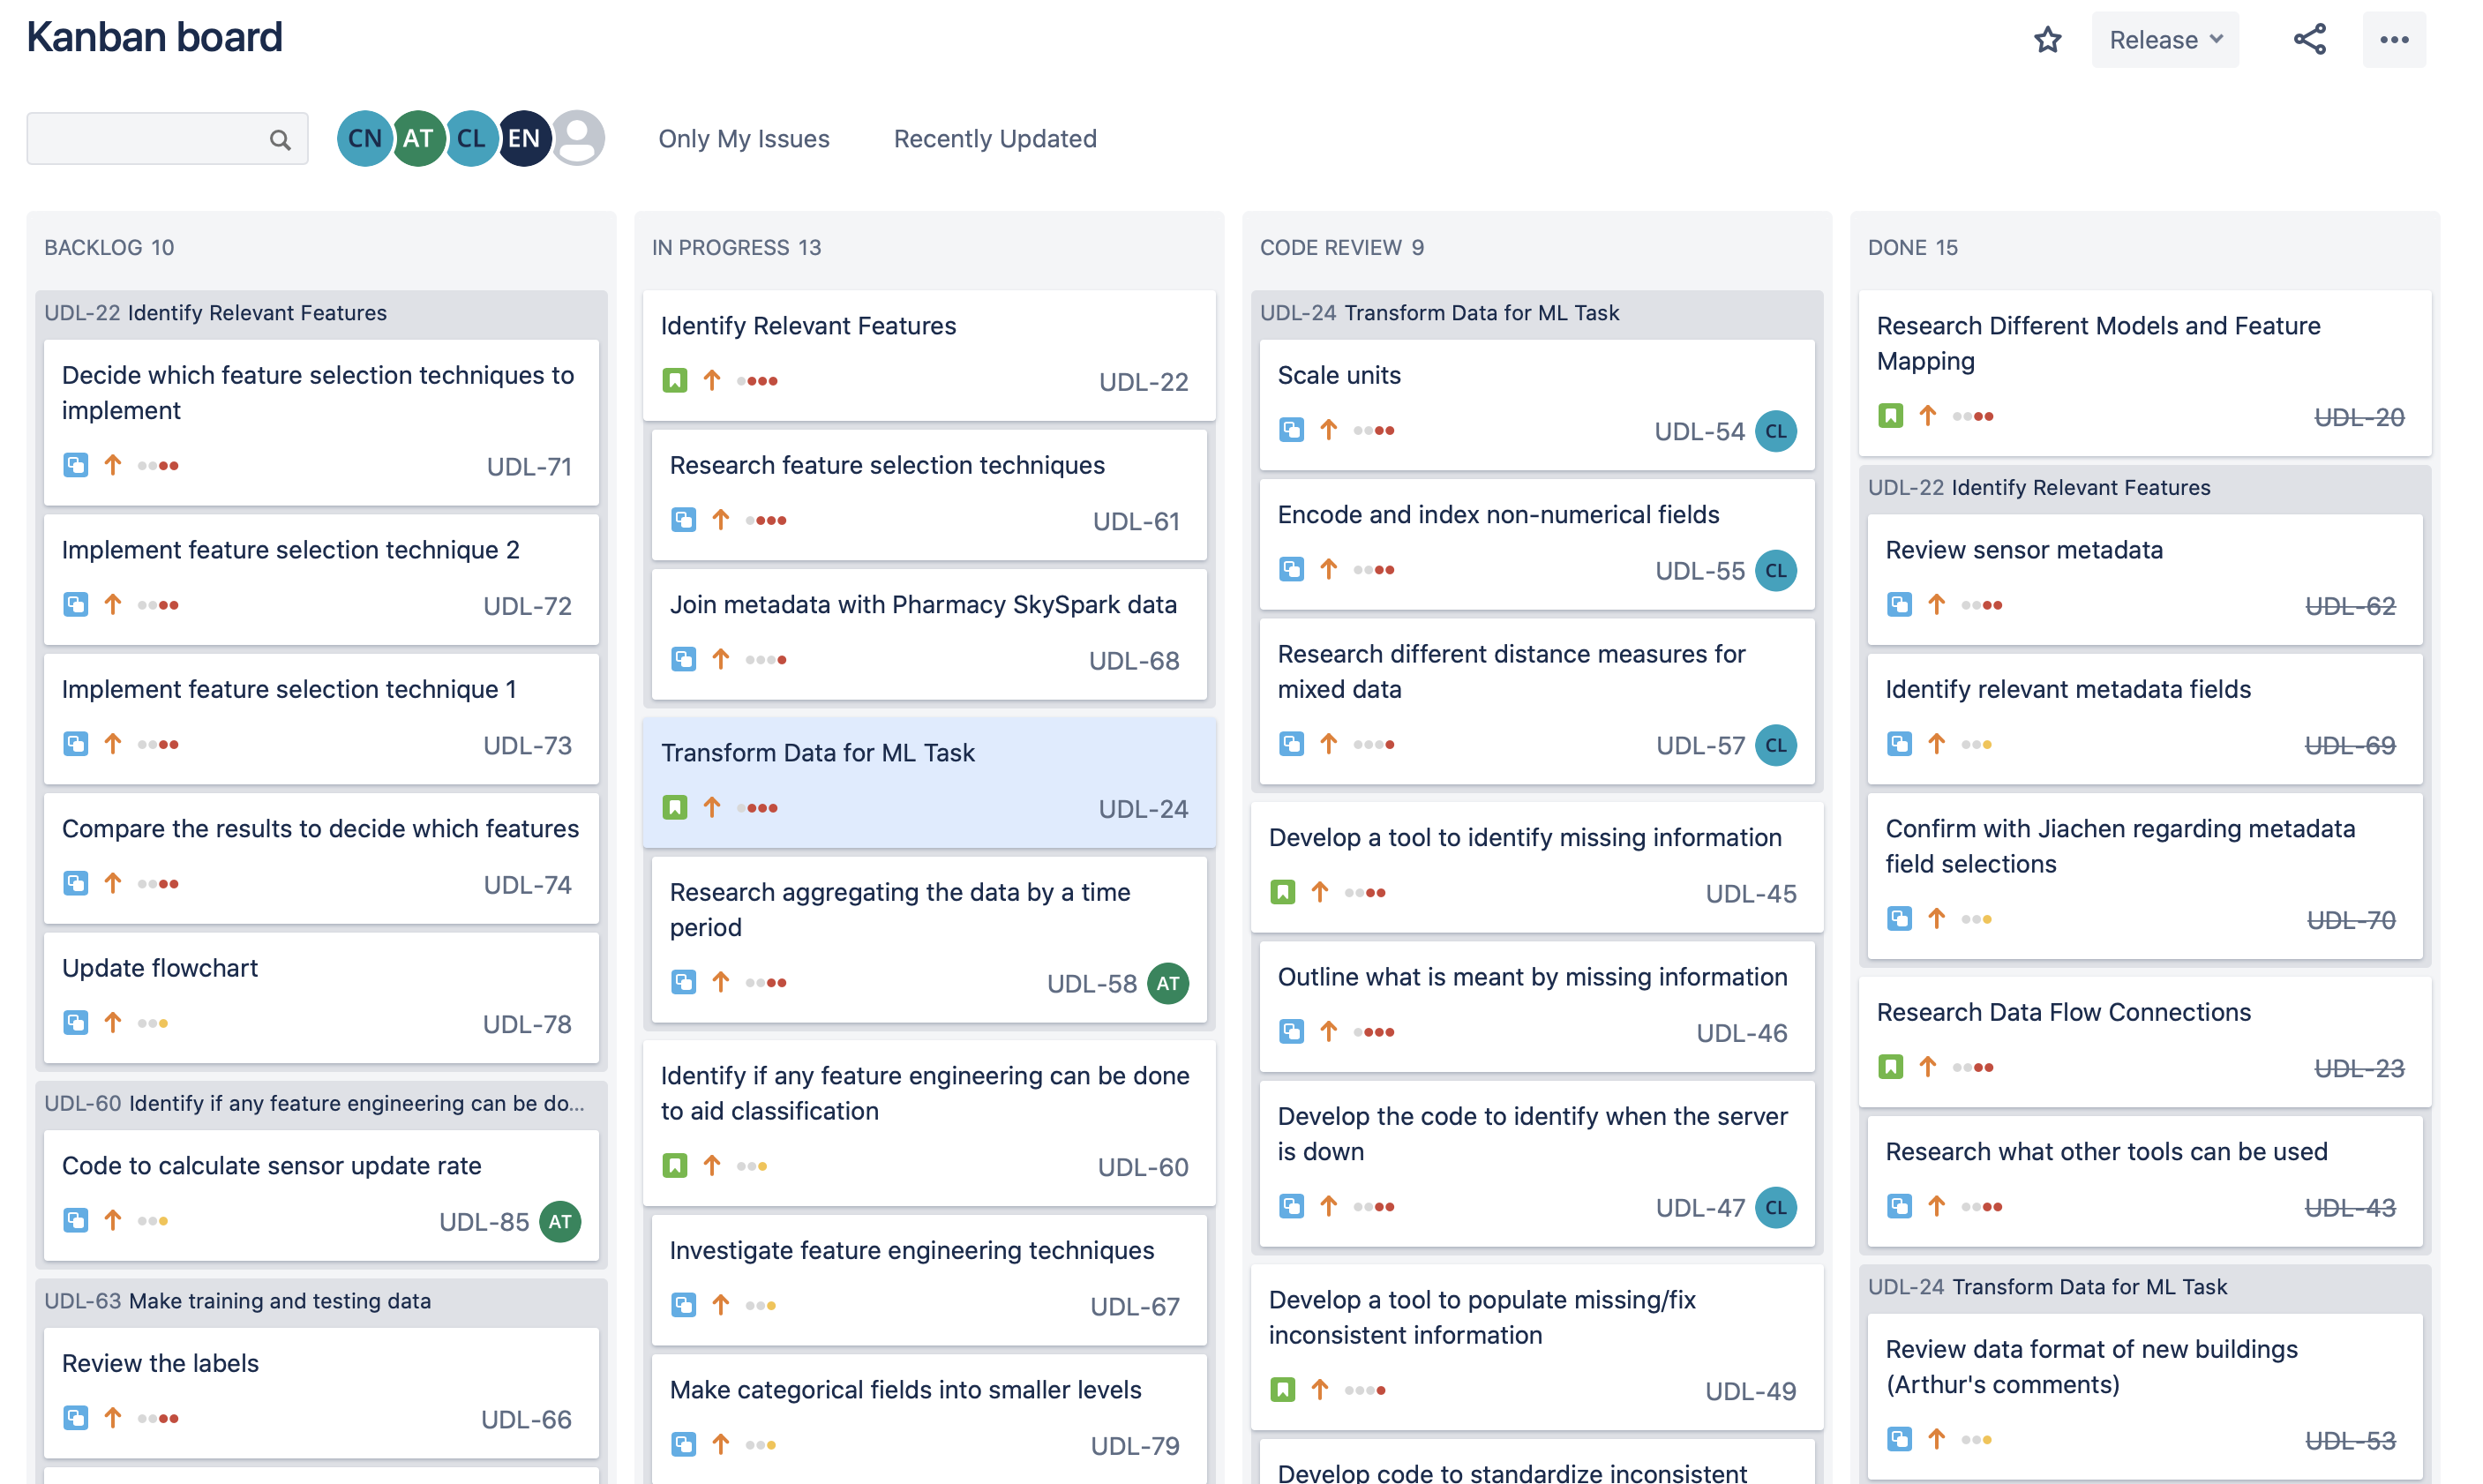 Kanban board
Release
CN AT CL EN
Only My Issues
Recently Updated
BACKLOG 10
UDL-22 Identify Relevant Features
Decide which feature selection techniques to
implement
UDL-71
Implement feature selection technique 2
UDL-72
Implement feature selection technique 1
UDL-73
Compare the results to decide which features
UDL-74
Update flowchart
UDL-78
UDL-60 Identify if any feature engineering can be do...
Code to calculate sensor update rate
UDL-85 AT
UDL-63 Make training and testing data
Review the labels
UDL-66
IN PROGRESS 13
Identify Relevant Features
UDL-22
Research feature selection techniques
UDL-61
Join metadata with Pharmacy SkySpark data
UDL-68
Transform Data for ML Task
UDL-24
Research aggregating the data by a time
period
UDL-58 AT
Identify if any feature engineering can be done
to aid classification
UDL-60
Investigate feature engineering techniques
UDL-67
Make categorical fields into smaller levels
UDL-79
CODE REVIEW 9
UDL-24 Transform Data for ML Task
Scale units
UDL-54 CL
Encode and index non-numerical fields
UDL-55 CL
Research different distance measures for
mixed data
UDL-57 CL
Develop a tool to identify missing information
UDL-45
Outline what is meant by missing information
UDL-46
Develop the code to identify when the server
is down
UDL-47 CL
Develop a tool to populate missing/fix
inconsistent information
UDL-49
Develop code to standardize inconsistent
DONE 15
Research Different Models and Feature
Mapping
UDL-20
UDL-22 Identify Relevant Features
Review sensor metadata
UDL-62
Identify relevant metadata fields
UDL-69
Confirm with Jiachen regarding metadata
field selections
UDL-70
Research Data Flow Connections
UDL-23
Research what other tools can be used
UDL-43
UDL-24 Transform Data for ML Task
Review data format of new buildings
(Arthur's comments)
UDL-53